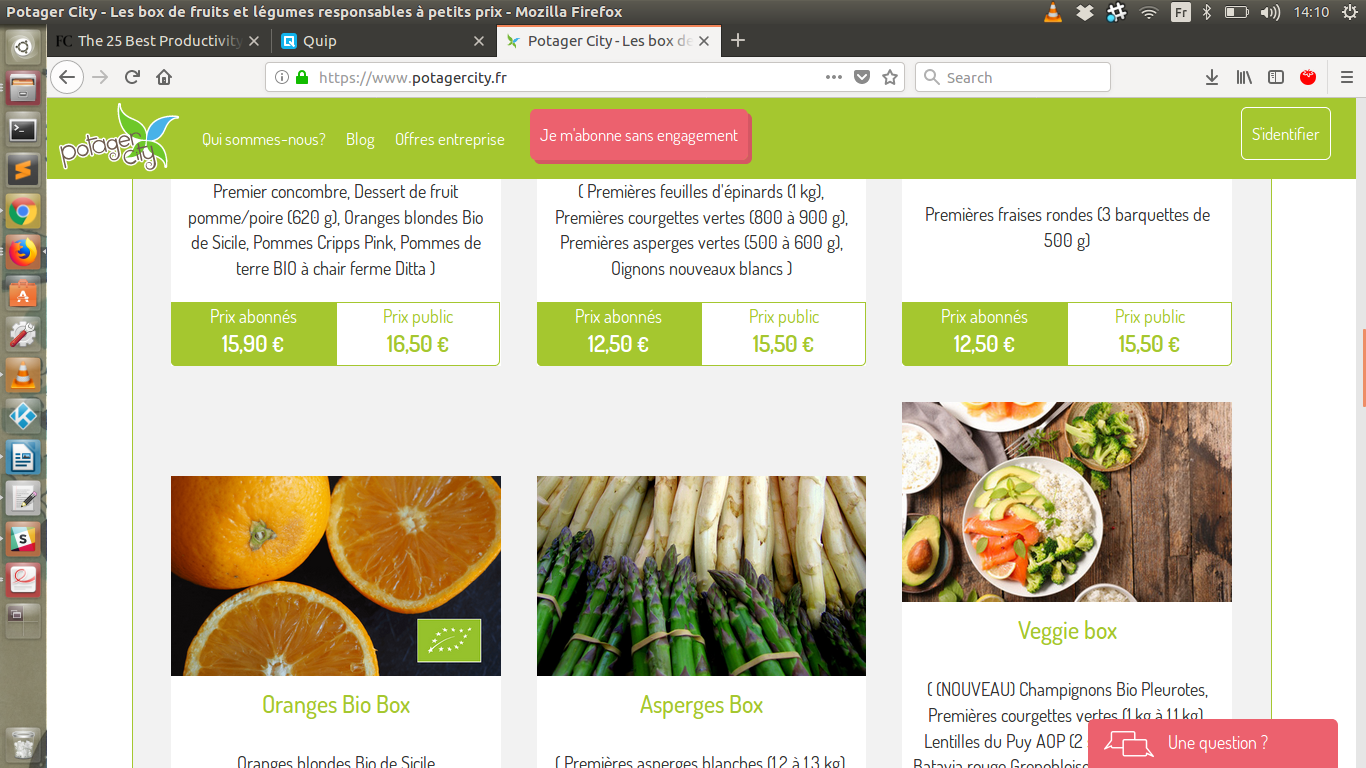 Potager City - Les box de fruits et légumes responsables à petits prix - Mozilla Firefox
Fr
14:10
FC The 25 Best Productivity
Quip
Potager City - Les box de
https://www.potagercity.fr
Search
potager city
Qui sommes-nous?
Blog
Offres entreprise
Je m'abonne sans engagement
S'identifier
Premier concombre, Dessert de fruit
pomme/poire (620 g), Oranges blondes Bio
de Sicile, Pommes Cripps Pink, Pommes de
terre BIO à chair ferme Ditta )
Prix abonnés
15,90 €
Prix public
16,50 €
( Premières feuilles d'épinards (1 kg),
Premières courgettes vertes (800 à 900 g),
Premières asperges vertes (500 à 600 g),
Oignons nouveaux blancs )
Prix abonnés
12,50 €
Prix public
15,50 €
Premières fraises rondes (3 barquettes de
500 g)
Prix abonnés
12,50 €
Prix public
15,50 €
Oranges Bio Box
Oranges blondes Bio de Sicile
Asperges Box
( Premières asperges blanches (1,2 à 1,3 kg),
Veggie box
( (NOUVEAU) Champignons Bio Pleurotes,
Premières courgettes vertes (1 kg à 1,1 kg),
Lentilles du Puy AOP (2
Batavia rouge Grenobloise
Une question ?